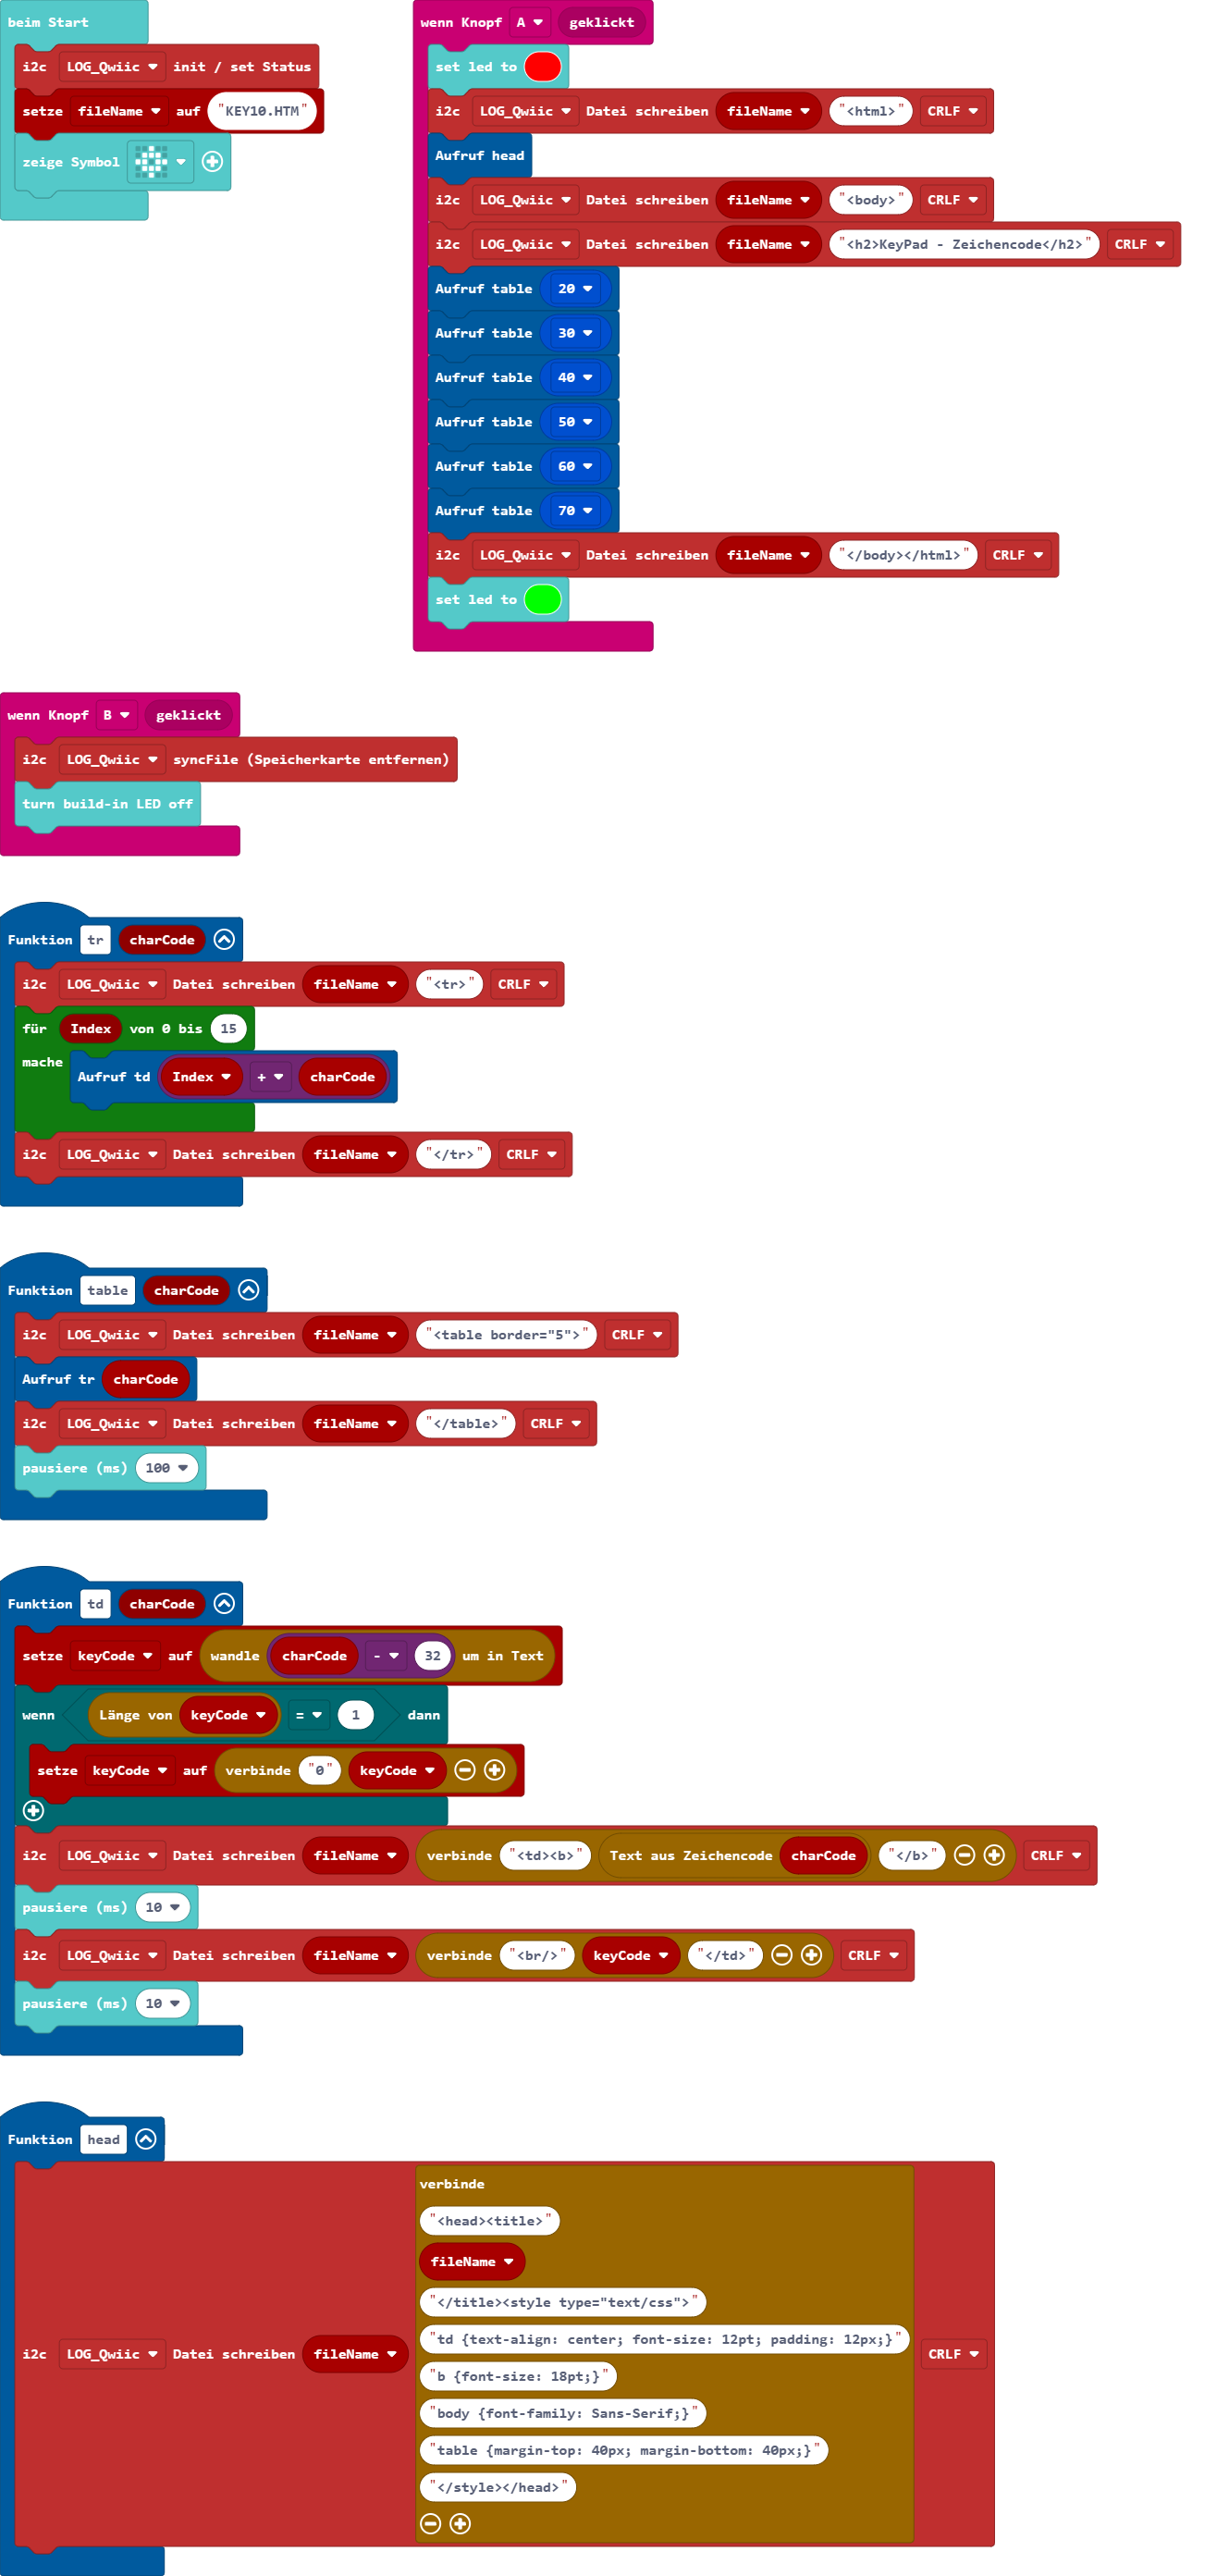 beim Start
i2c LOG_Qwiic init / set Status
setze fileName auf "KEY10.HTM"
zeige Symbol
wenn Knopf A geklickt
set led to
i2c LOG_Qwiic Datei schreiben fileName "<html>" CRLF
Aufruf head
i2c LOG_Qwiic Datei schreiben fileName "<body>" CRLF
i2c LOG_Qwiic Datei schreiben fileName "<h2>KeyPad - Zeichencode</h2>" CRLF
Aufruf table 20
Aufruf table 30
Aufruf table 40
Aufruf table 50
Aufruf table 60
Aufruf table 70
i2c LOG_Qwiic Datei schreiben fileName "</body></html>" CRLF
set led to
wenn Knopf B geklickt
i2c LOG_Qwiic syncFile (Speicherkarte entfernen)
turn build-in LED off
Funktion tr charCode
i2c LOG_Qwiic Datei schreiben fileName "<tr>" CRLF
für Index von 0 bis 15
mache Aufruf td Index + charCode
i2c LOG_Qwiic Datei schreiben fileName "</tr>" CRLF
Funktion table charCode
i2c LOG_Qwiic Datei schreiben fileName "<table border="5">" CRLF
Aufruf tr charCode
i2c LOG_Qwiic Datei schreiben fileName "</table>" CRLF
pausiere (ms) 100
Funktion td charCode
setze keyCode auf wandle charCode - 32 um in Text
wenn Länge von keyCode = 1 dann
setze keyCode auf verbinde "0" keyCode
i2c LOG_Qwiic Datei schreiben fileName verbinde "<td><b>" Text aus Zeichencode charCode "</b>" CRLF
pausiere (ms) 10
i2c LOG_Qwiic Datei schreiben fileName verbinde "<br/>" keyCode "</td>" CRLF
pausiere (ms) 10
Funktion head
verbinde
"<head><title>"
fileName
"</title><style type="text/css">"
"td {text-align: center; font-size: 12pt; padding: 12px;}"
i2c LOG_Qwiic Datei schreiben fileName CRLF
"b {font-size: 18pt;}"
"body {font-family: Sans-Serif;}"
"table {margin-top: 40px; margin-bottom: 40px;}"
"</style></head>"